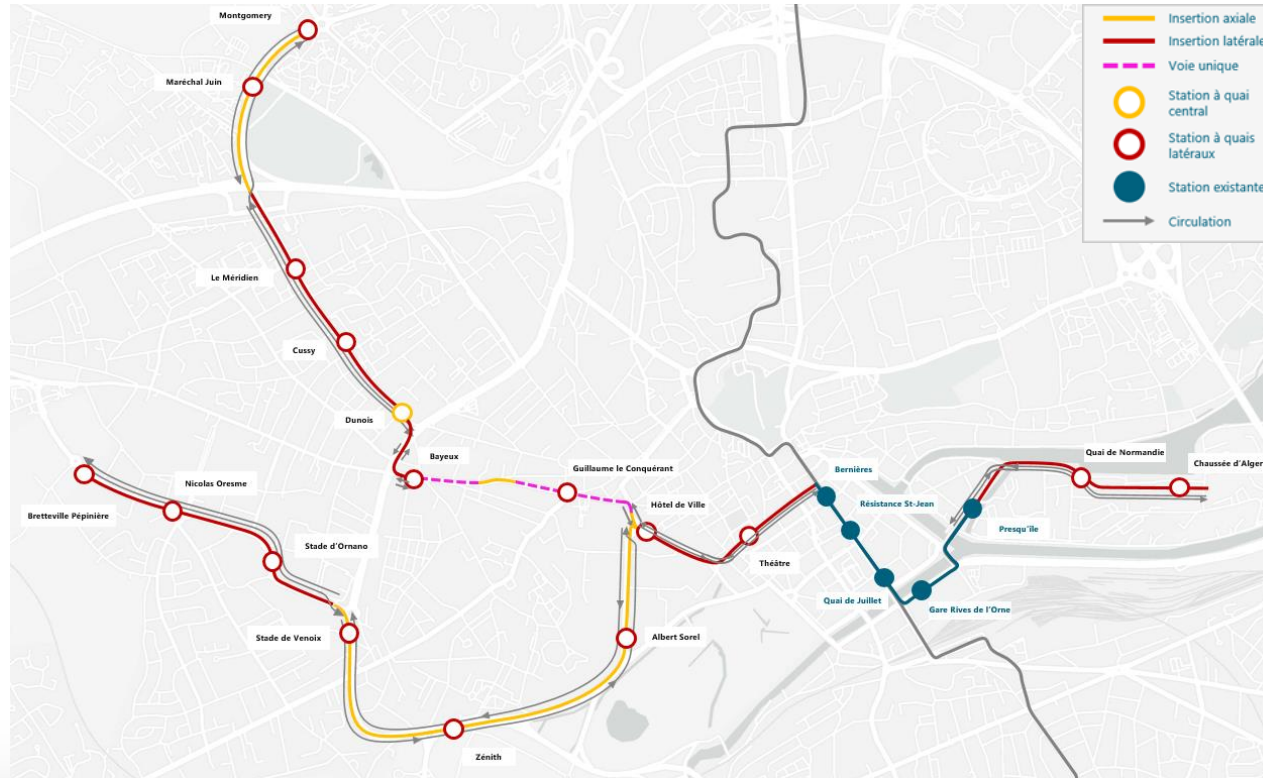 Montgomery
Maréchal Juin
Le Méridien
Cussy
Dunois
Bayeux
Guillaume le Conquérant
Hôtel de Ville
Théâtre
Bretteville Pépinière
Nicolas Oresme
Stade d'Ornano
Stade de Venoix
Zénith
Albert Sorel
Bernières
Résistance St-Jean
Quai de Juillet
Gare Rives de l'Orne
Presqu'île
Quai de Normandie
Chaussée d'Alger
Insertion axiale
Insertion latérale
Voie unique
Station à quai
central
Station à quais
latéraux
Station existante
Circulation